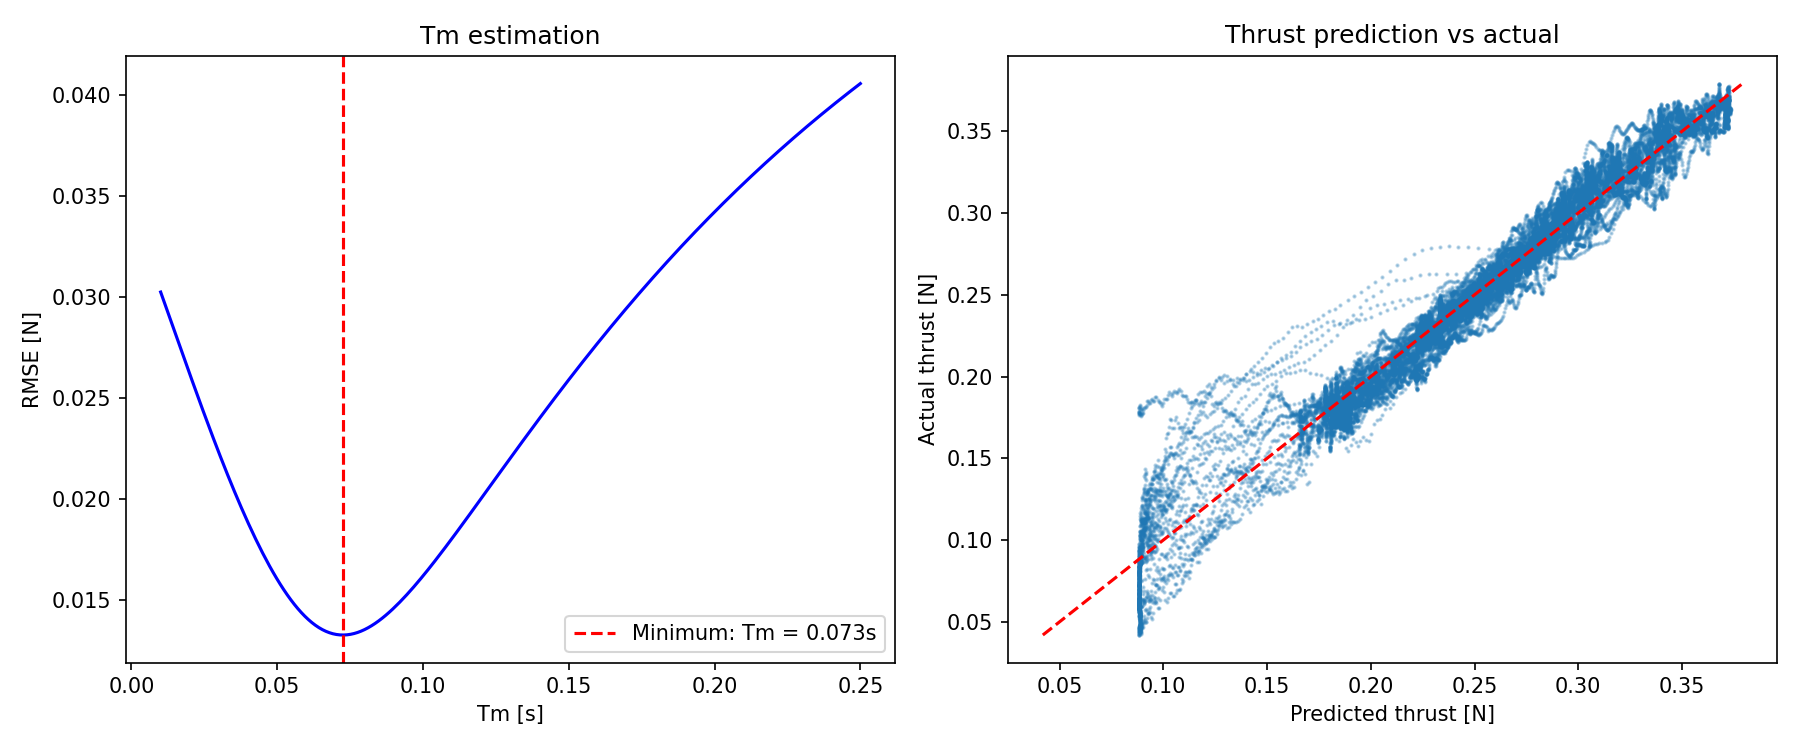 Tm estimation
RMSE [N]
0.040
0.035
0.030
0.025
0.020
0.015
Minimum: Tm = 0.073s
0.00 0.05 0.10 0.15 0.20 0.25
Tm [s]
Thrust prediction vs actual
Actual thrust [N]
0.35
0.30
0.25
0.20
0.15
0.10
0.05
0.05 0.10 0.15 0.20 0.25 0.30 0.35
Predicted thrust [N]